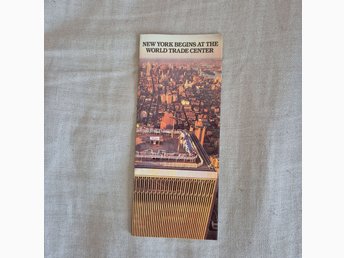 NEW YORK BEGINS AT THE
WORLD TRADE CENTER